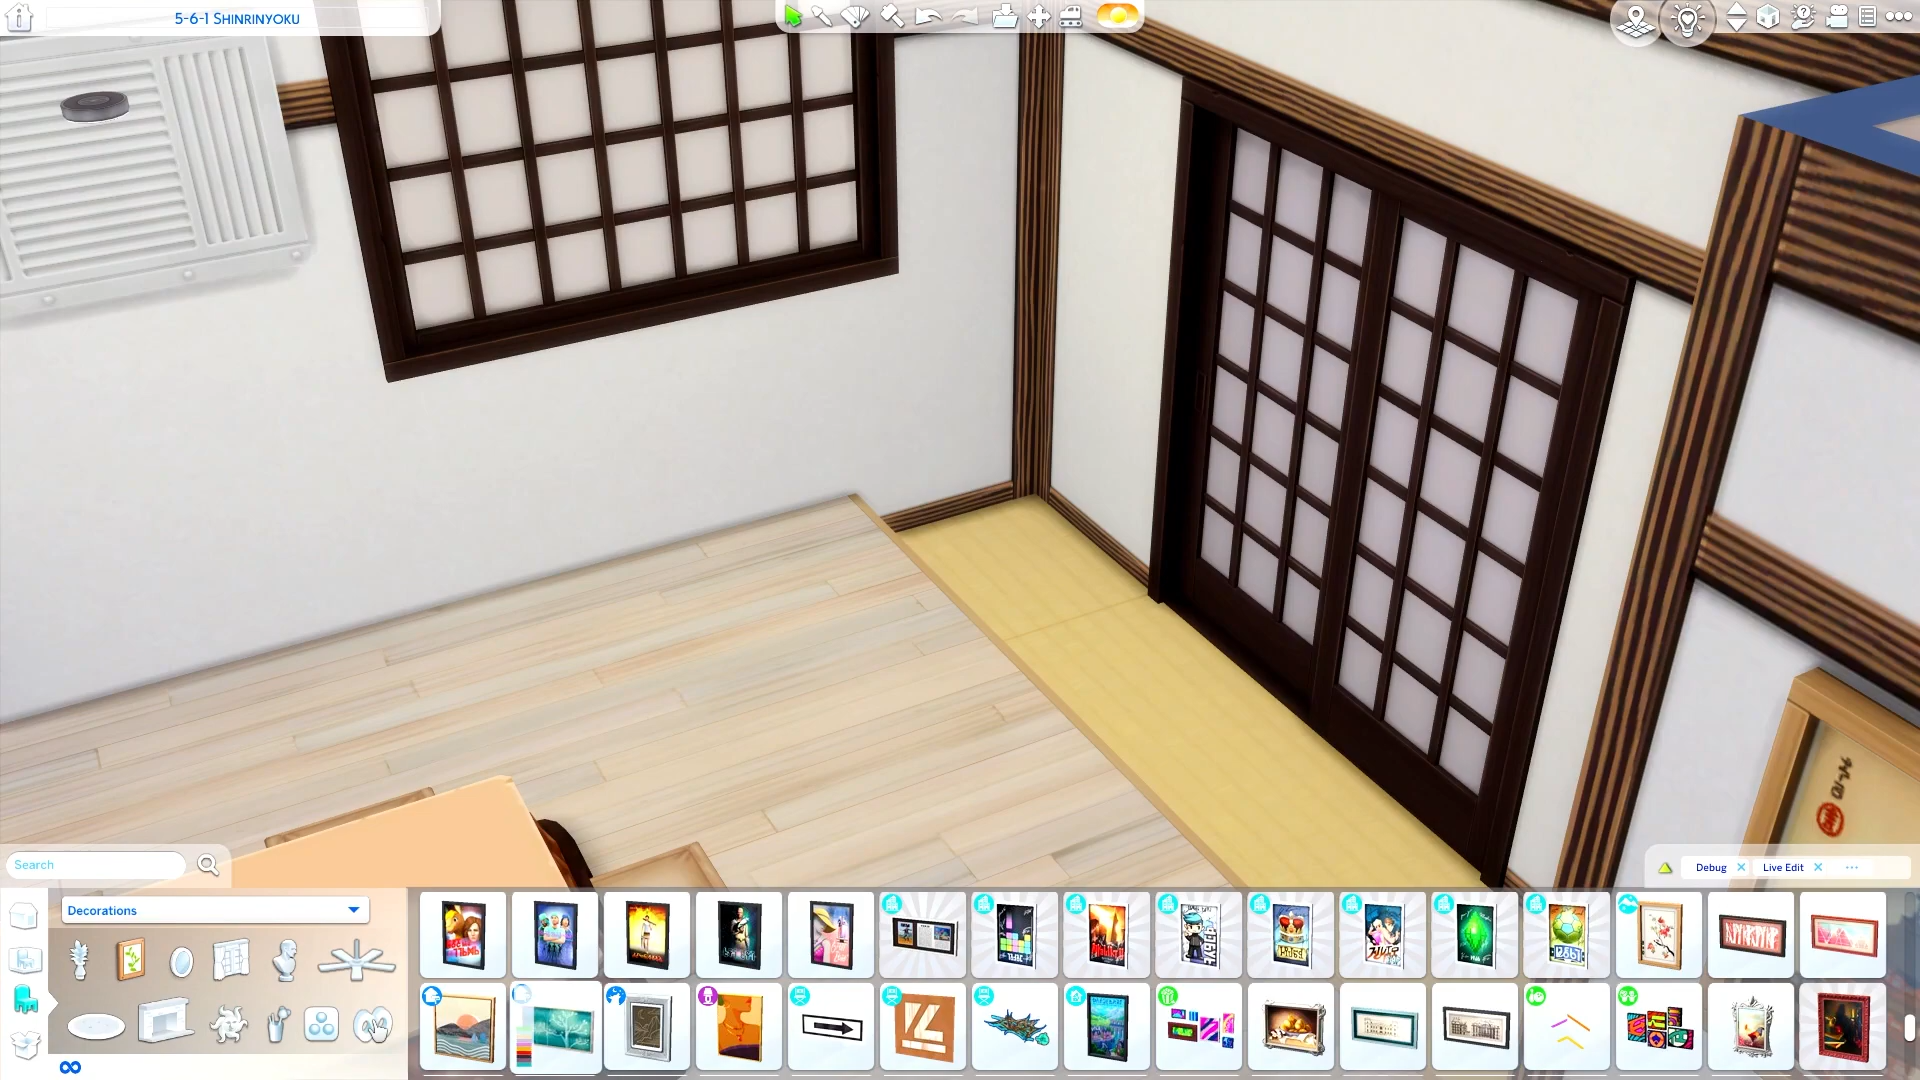 5-6-1 Shinrinyoku
Search
Debug
Live Edit
Decorations